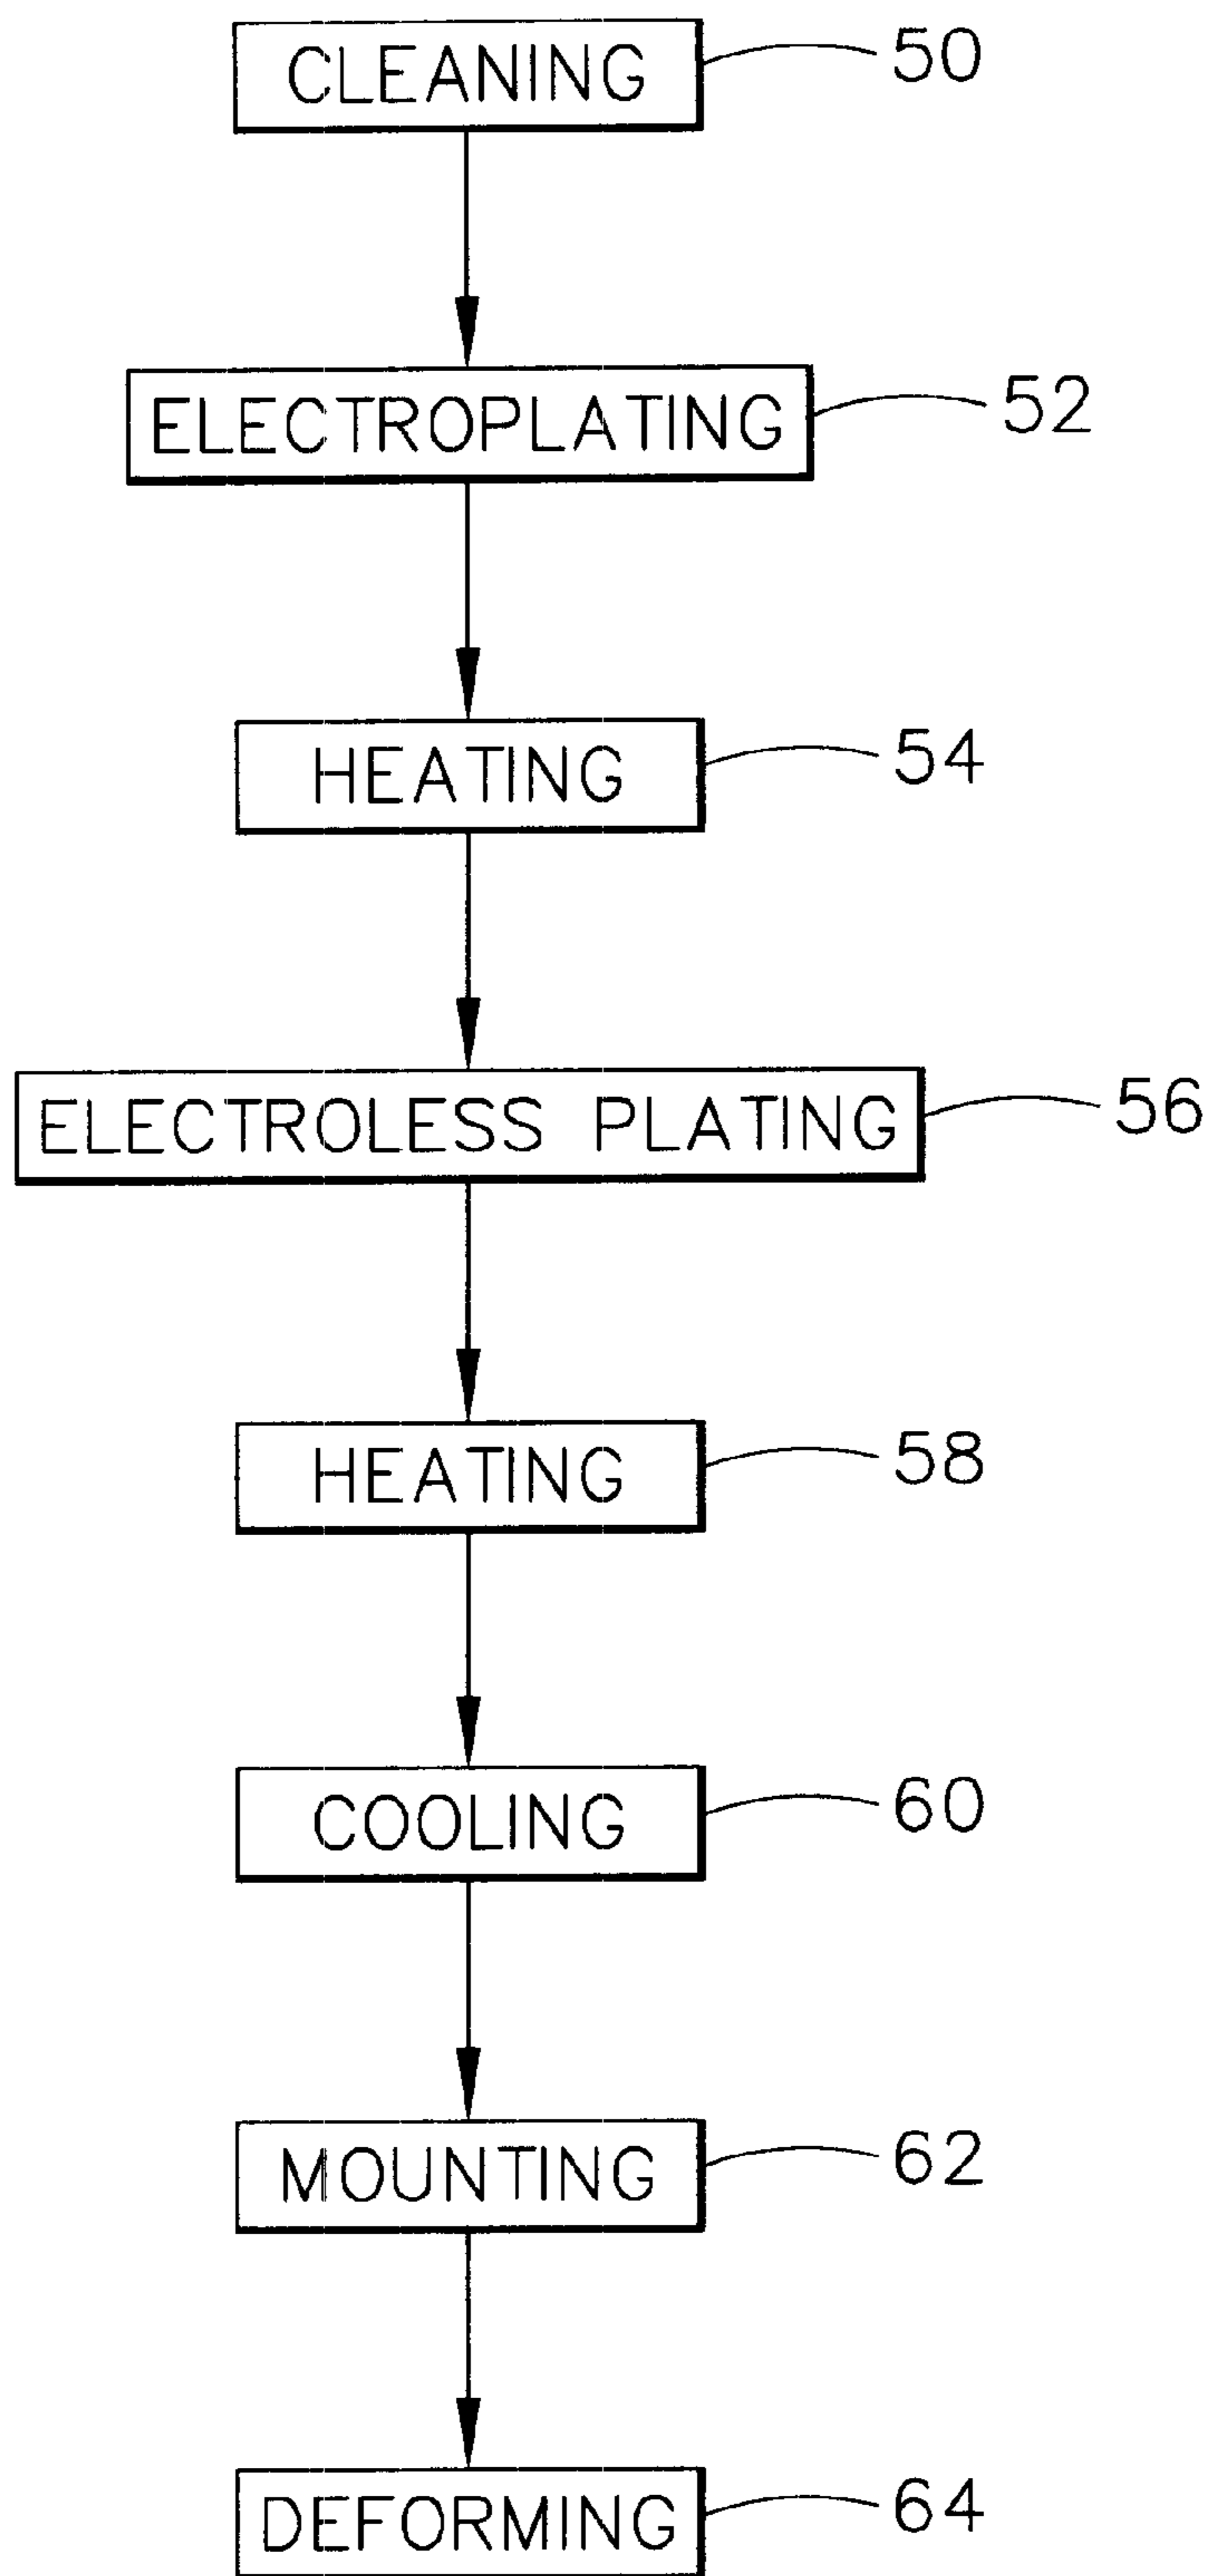 CLEANING 50
ELECTROPLATING 52
HEATING 54
ELECTROLESS PLATING 56
HEATING 58
COOLING 60
MOUNTING 62
DEFORMING 64